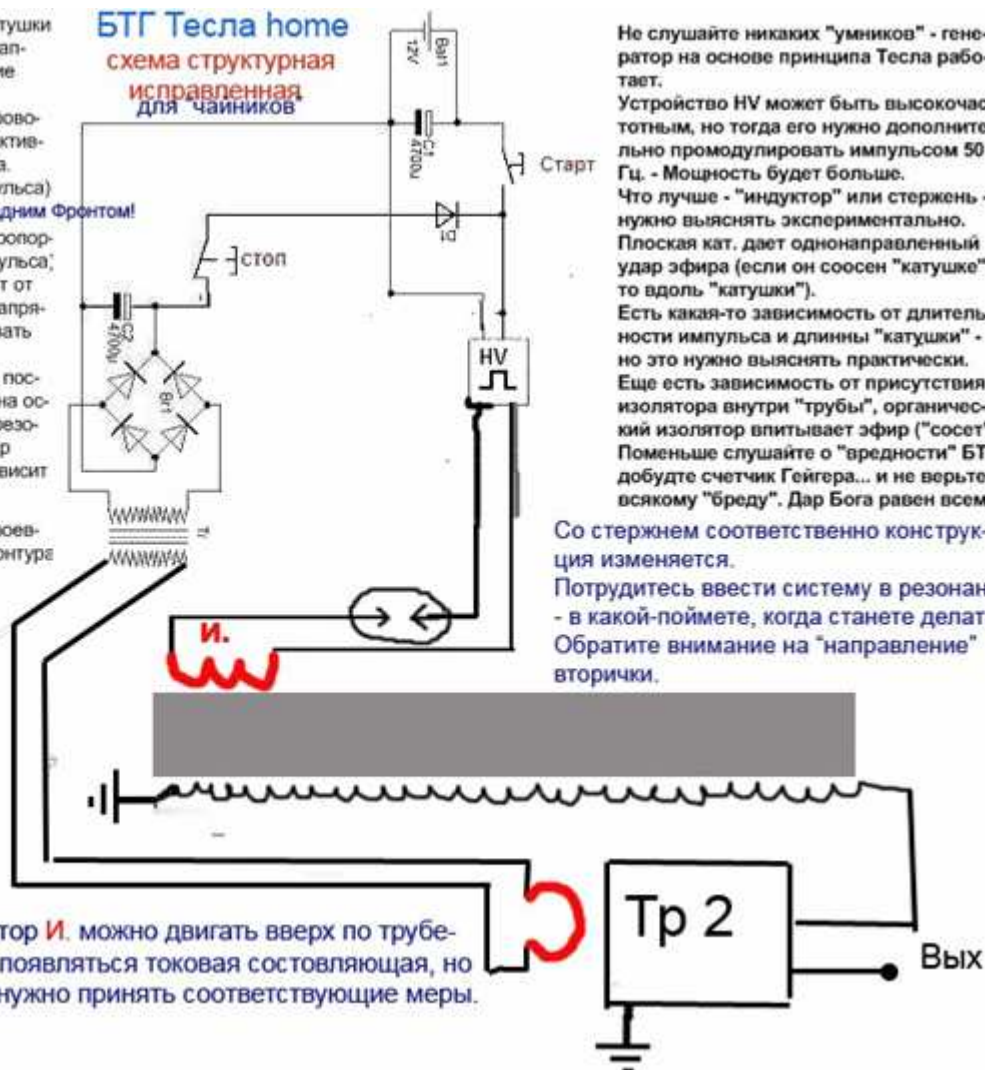 БТГ Тесла home
схема структурная
исправленная
для "чайников"
тушки
ап-
ие
ово-
ктив-
а.
ульса)
дним Фронтом!
ропор-
ульса;
т от
апря-
вать
пос-
на ос-
резо-
р
висит
оев-
онтура
Bat1
12V
C1
4700u
Старт
D1
стоп
C2
4700u
Br1
HV
Tr
и.
Не слушайте никаких "умников" - гене-
ратор на основе принципа Тесла рабо-
тает.
Устройство HV может быть высокочас
тотным, но тогда его нужно дополните
льно промодулировать импульсом 50
Гц. - Мощность будет больше.
Что лучше - "индуктор" или стержень -
нужно выяснять экспериментально.
Плоская кат. дает однонаправленный
удар эфира (если он соосен "катушке"
то вдоль "катушки").
Есть какая-то зависимость от длитель
ности импульса и длинны "катушки" -
но это нужно выяснять практически.
Еще есть зависимость от присутствия
изолятора внутри "трубы", органичес-
кий изолятор впитывает эфир ("сосет"
Поменьше слушайте о "вредности" БТ
добудте счетчик Гейгера... и не верьте
всякому "бреду". Дар Бога равен всем
Со стержнем соответственно конструк-
ция изменяется.
Потрудитесь ввести систему в резонан
- в какой-поймете, когда станете делат
Обратите внимание на "направление"
вторички.
Тр 2
Вых
тор И. можно двигать вверх по трубе-
появляться токовая состовляющая, но
нужно принять соответствующие меры.